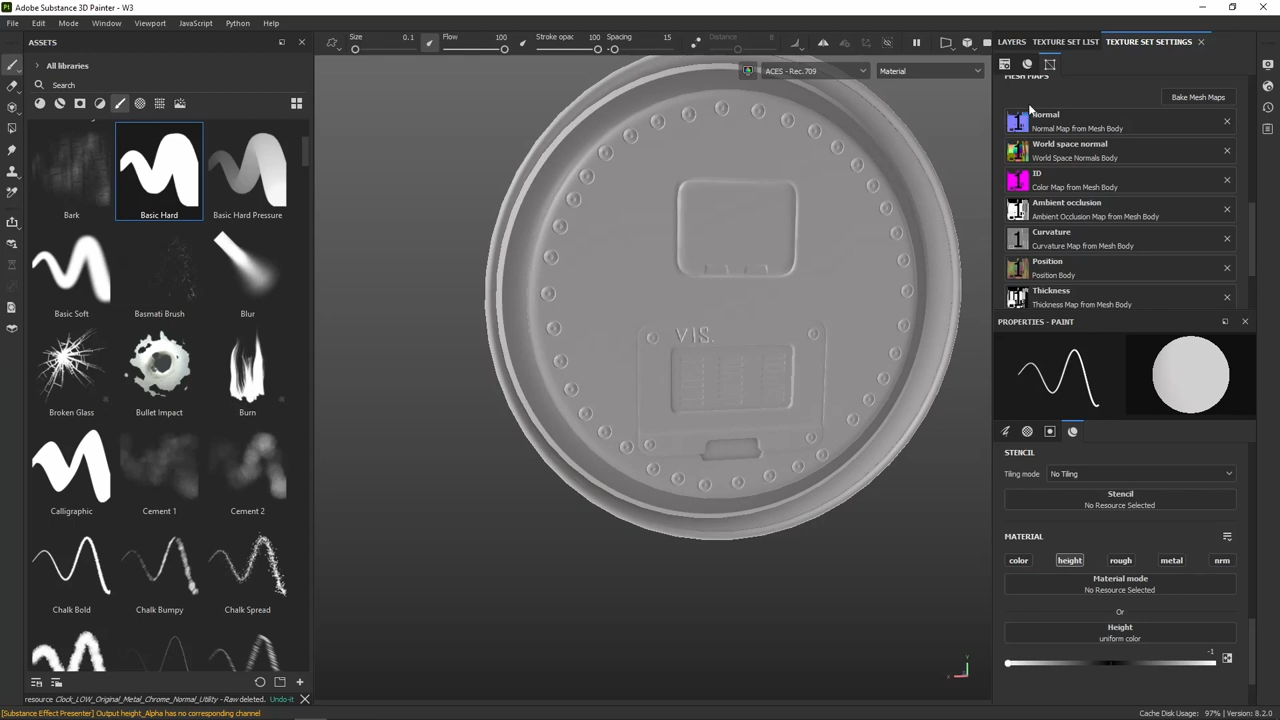 Adobe Substance 3D Painter - W3
File Edit Mode Window Viewport JavaScript Python Help
ASSETS
Size 0.1 Flow 100 Stroke opa.. 100 Spacing 15 Distance 8
LAYERS TEXTURE SET LIST TEXTURE SET SETTINGS
All libraries
ACES - Rec.709
Material
Search
MESH MAPS
Bake Mesh Maps
Normal
Normal Map from Mesh Body
World space normal
World Space Normals Body
ID
Color Map from Mesh Body
Ambient occlusion
Ambient Occlusion Map from Mesh Body
Curvature
Curvature Map from Mesh Body
Position
Position Body
Thickness
Thickness Map from Mesh Body
Bark
Basic Hard
Basic Hard Pressure
Basic Soft
Basmati Brush
Blur
Broken Glass
Bullet Impact
Burn
Calligraphic
Cement 1
Cement 2
Chalk Bold
Chalk Bumpy
Chalk Spread
VIS.
PROPERTIES - PAINT
STENCIL
Tiling mode No Tiling
Stencil
No Resource Selected
MATERIAL
color height rough metal nrm
Material mode
No Resource Selected
Or
Height
uniform color
-1
resource Clock_LOW_Original_Metal_Chrome_Normal_Utility - Raw deleted. Undo-it
[Substance Effect Presenter] Output height_Alpha has no corresponding channel
Cache Disk Usage: 97% | Version: 8.2.0